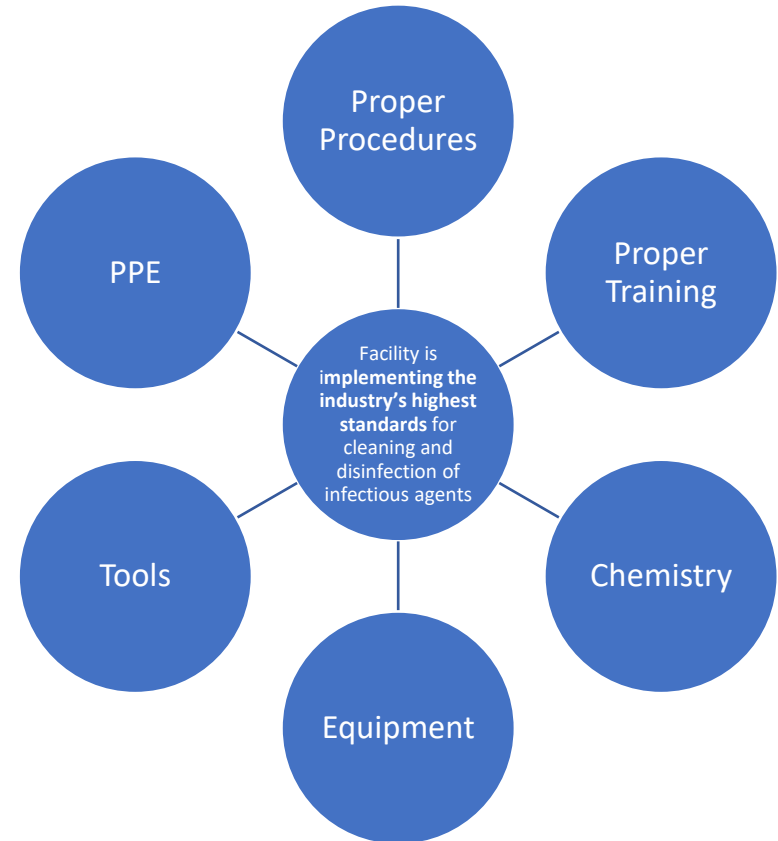 Proper
Procedures
Proper
Training
Chemistry
Equipment
Tools
PPE
Facility is
implementing the
industry’s highest
standards for
cleaning and
disinfection of
infectious agents